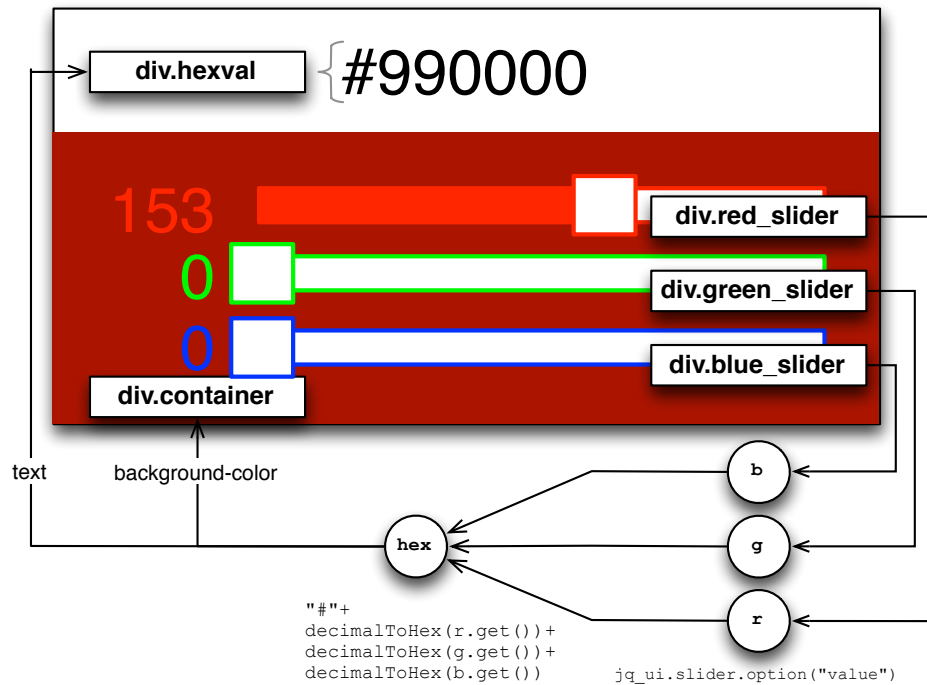 div.hexval
#990000
153
div.red_slider
0
div.green_slider
0
div.blue_slider
div.container
text
background-color
b
hex
g
r
"#"+
decimalToHex(r.get())+
decimalToHex(g.get())+
decimalToHex(b.get())
jq_ui.slider.option("value")